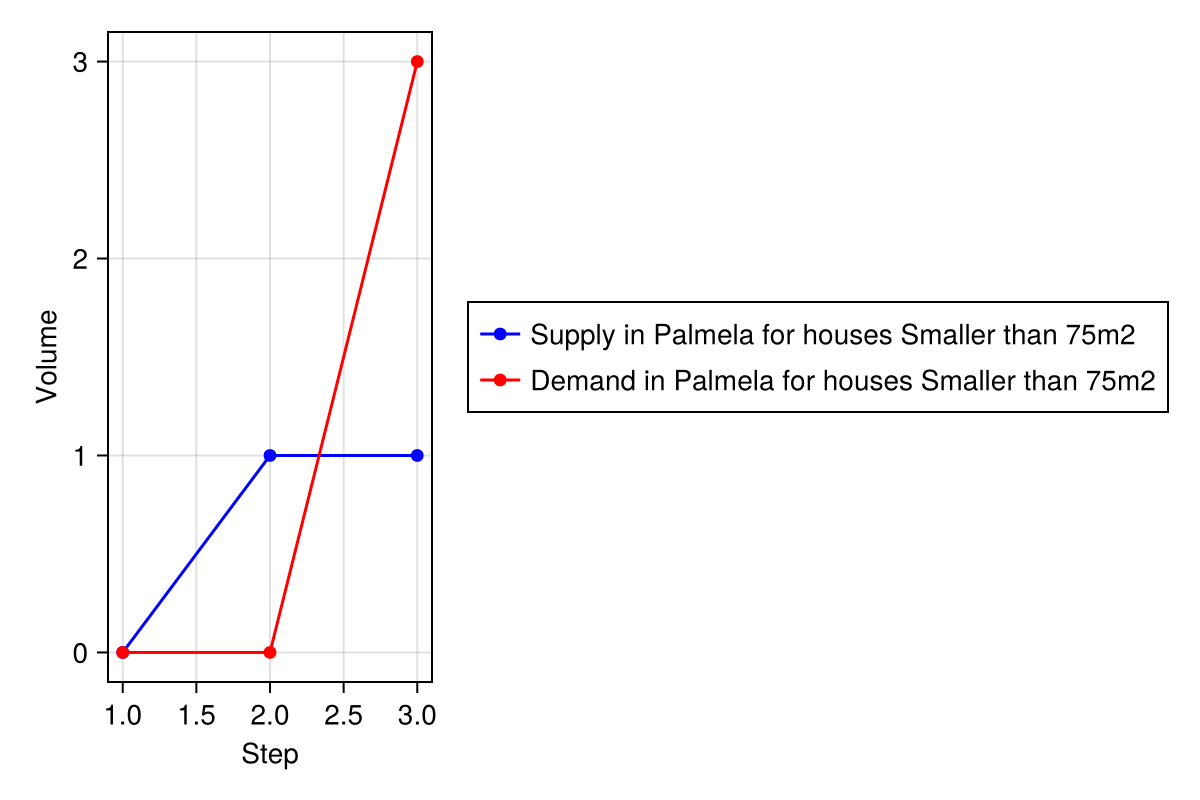 3
2
1
0
Volume
1.0 1.5 2.0 2.5 3.0
Step
Supply in Palmela for houses Smaller than 75m2
Demand in Palmela for houses Smaller than 75m2